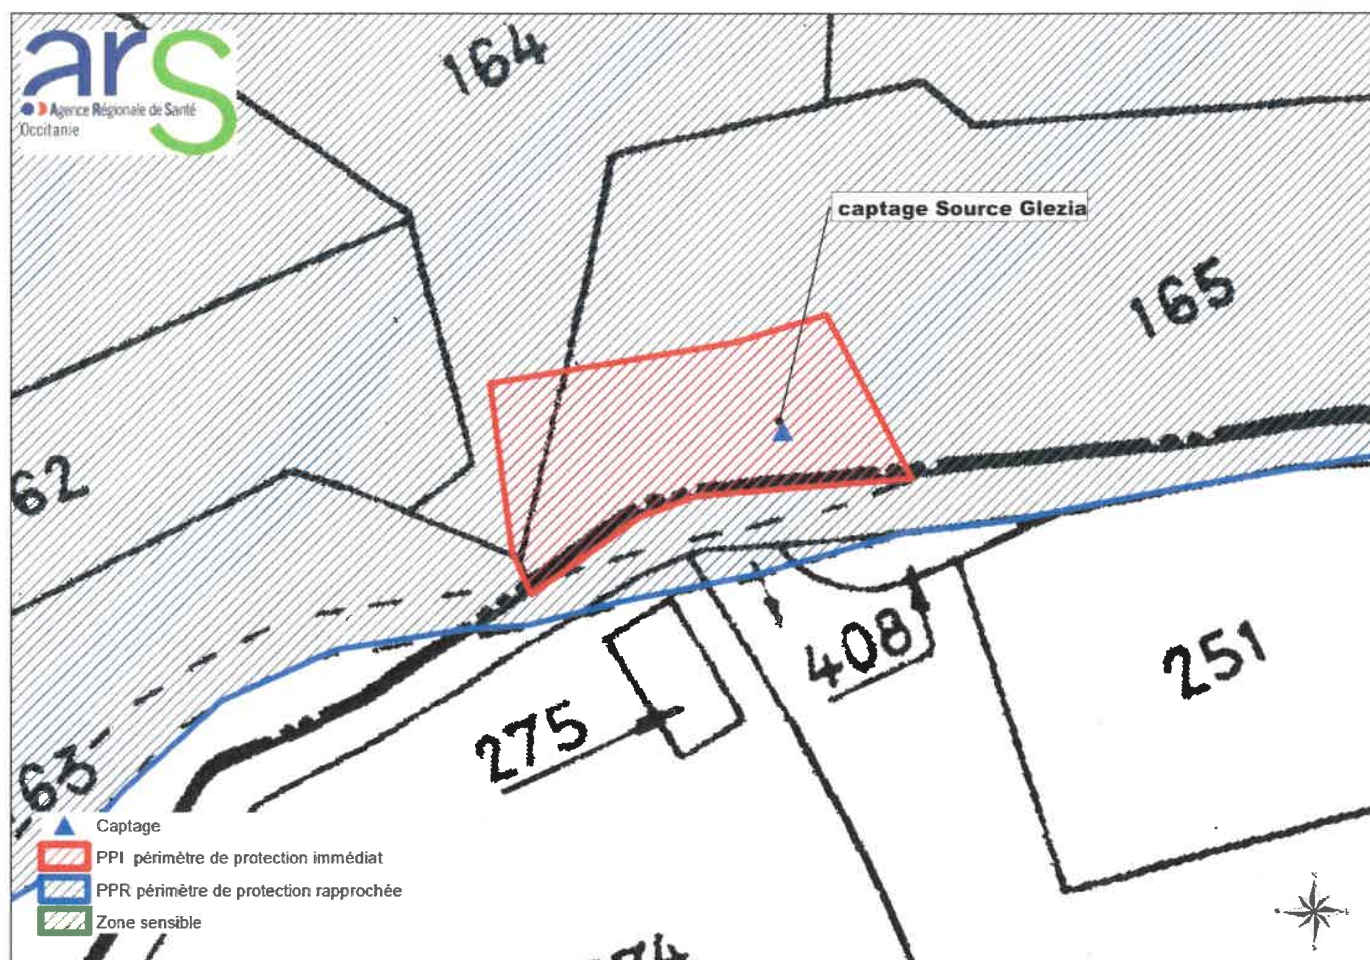 ars
Agence Régionale de Santé
Occitanie
164
captage Source Glezia
165
62
408
251
275
63
Captage
PPI périmètre de protection immédiat
PPR périmètre de protection rapprochée
Zone sensible